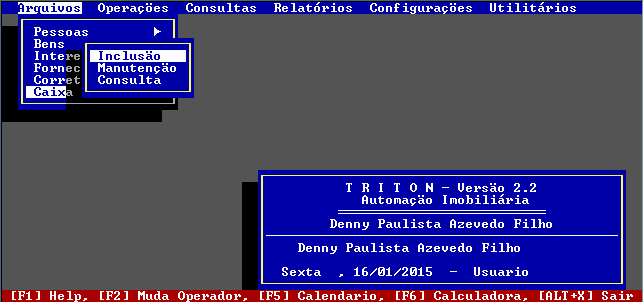 Arquivos Operações Consultas Relatórios Configurações Utilitários
Pessoas
Bens
Intere
Inclusão
Fornec
Manutenção
Corret
Consulta
Caixa
T R I T O N - Versão 2.2
Automação Imobiliária
Denny Paulista Azevedo Filho
Denny Paulista Azevedo Filho
Sexta , 16/01/2015 - Usuario
[F1] Help, [F2] Muda Operador, [F5] Calendario, [F6] Calculadora, [ALT+X] Sair